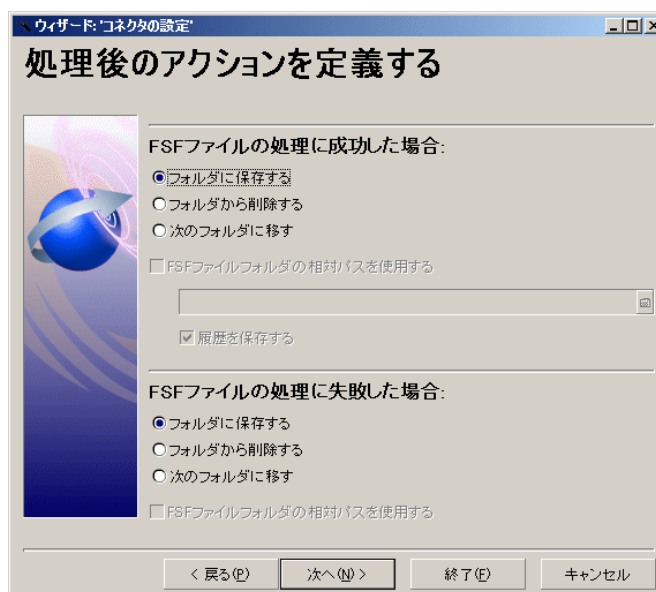 ウィザード: 'コネクタの設定'
処理後のアクションを定義する
FSFファイルの処理に成功した場合:
フォルダに保存する
フォルダから削除する
次のフォルダに移す
FSFファイルフォルダの相対パスを使用する
履歴を保存する
FSFファイルの処理に失敗した場合:
フォルダに保存する
フォルダから削除する
次のフォルダに移す
FSFファイルフォルダの相対パスを使用する
< 戻る(P) 次へ(N) > 終了(F) キャンセル